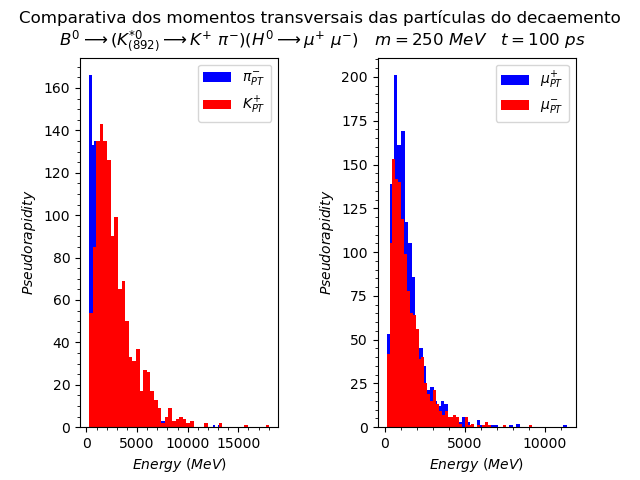 Comparativa dos momentos transversais das partículas do decaemento
B⁰ ⟶ (K*⁰₍₈₉₂₎ ⟶ K⁺ π⁻)(H⁰ ⟶ μ⁺ μ⁻)   m = 250 MeV   t = 100 ps
π⁻_PT
K⁺_PT
Pseudorapidity
160
140
120
100
80
60
40
20
0
0 5000 10000 15000
Energy (MeV)
μ⁺_PT
μ⁻_PT
Pseudorapidity
200
175
150
125
100
75
50
25
0
0 5000 10000
Energy (MeV)